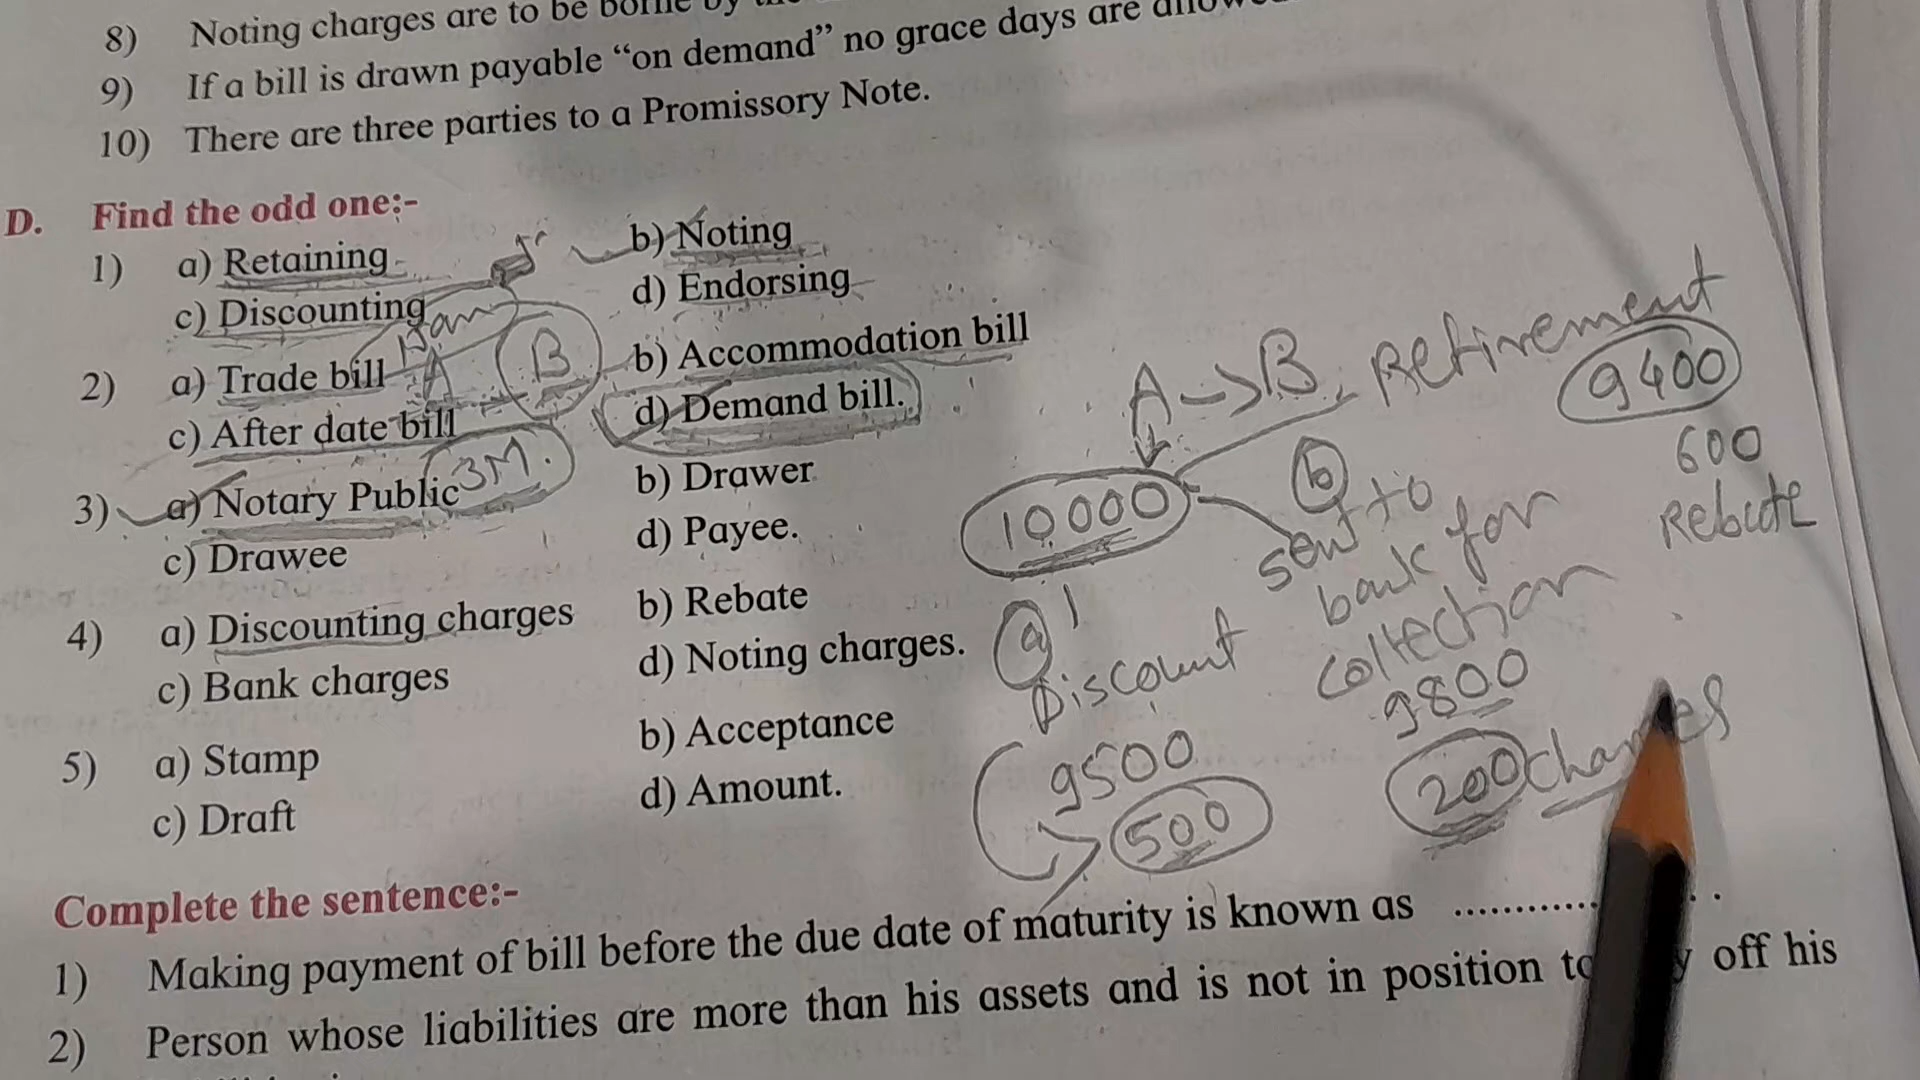 8) Noting charges are to be borne by
9) If a bill is drawn payable “on demand” no grace days are
10) There are three parties to a Promissory Note.
D. Find the odd one:-
1) a) Retaining b) Noting
c) Discounting d) Endorsing
2) a) Trade bill A B b) Accommodation bill
c) After date bill d) Demand bill.
3) a) Notary Public 3M. b) Drawer
c) Drawee d) Payee.
4) a) Discounting charges b) Rebate
c) Bank charges d) Noting charges.
5) a) Stamp b) Acceptance
c) Draft d) Amount.
A -> B, Retirement
9400
600
Rebate
10,000
b
sent to
bank for
collection
9800
200 charges
a
Discount
9500
500
Complete the sentence:-
1) Making payment of bill before the due date of maturity is known as ..............
2) Person whose liabilities are more than his assets and is not in position to off his